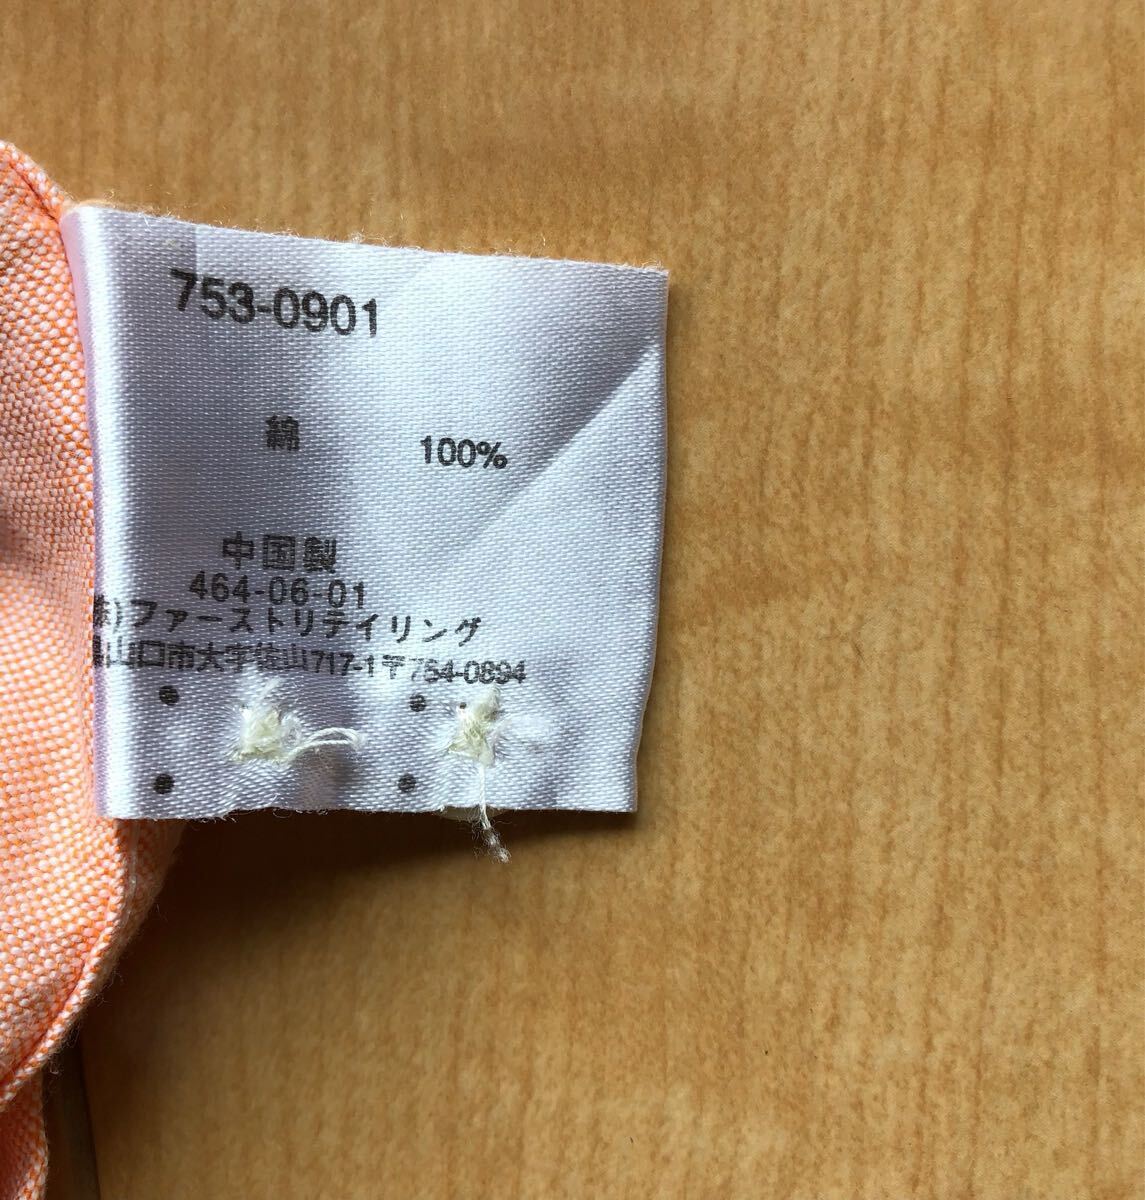 753-0901
綿 100%
中国製
464-06-01
株)ファーストリテイリング
山口市大字佐山717-1〒754-0894